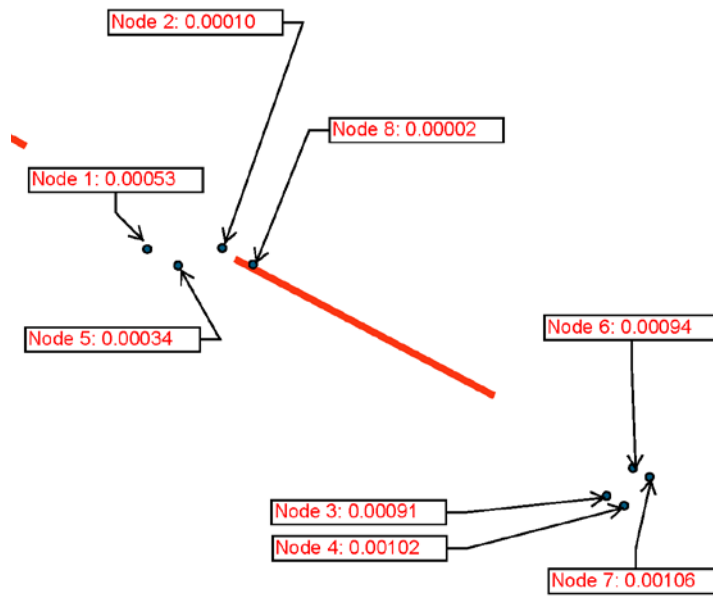 Node 2: 0.00010
Node 8: 0.00002
Node 1: 0.00053
Node 5: 0.00034
Node 6: 0.00094
Node 3: 0.00091
Node 4: 0.00102
Node 7: 0.00106